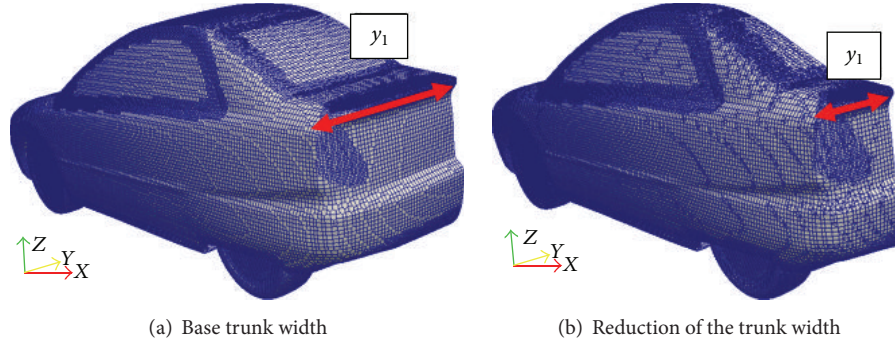 y1
y1
Z
Y
X
Z
Y
X
(a) Base trunk width
(b) Reduction of the trunk width